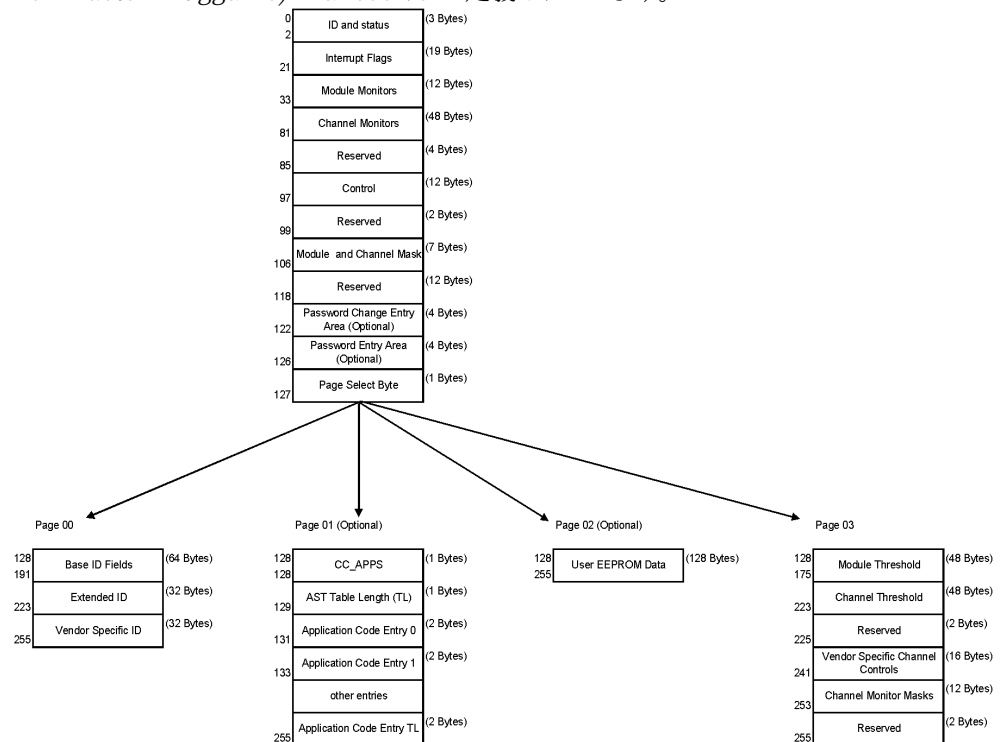 0
ID and status
(3 Bytes)
2
Interrupt Flags
(19 Bytes)
21
Module Monitors
(12 Bytes)
33
Channel Monitors
(48 Bytes)
81
Reserved
(4 Bytes)
85
Control
(12 Bytes)
97
Reserved
(2 Bytes)
99
Module and Channel Mask
(7 Bytes)
106
Reserved
(12 Bytes)
118
Password Change Entry
Area (Optional)
(4 Bytes)
122
Password Entry Area
(Optional)
(4 Bytes)
126
Page Select Byte
(1 Bytes)
127
Page 00
128
Base ID Fields
(64 Bytes)
191
Extended ID
(32 Bytes)
223
Vendor Specific ID
(32 Bytes)
255
Page 01 (Optional)
128
CC_APPS
(1 Bytes)
128
AST Table Length (TL)
(1 Bytes)
129
Application Code Entry 0
(2 Bytes)
131
Application Code Entry 1
(2 Bytes)
133
other entries
Application Code Entry TL
(2 Bytes)
255
Page 02 (Optional)
128
User EEPROM Data
(128 Bytes)
255
Page 03
128
Module Threshold
(48 Bytes)
175
Channel Threshold
(48 Bytes)
223
Reserved
(2 Byte)
225
Vendor Specific Channel
Controls
(16 Bytes)
241
Channel Monitor Masks
(12 Bytes)
253
Reserved
(2 Byte)
255